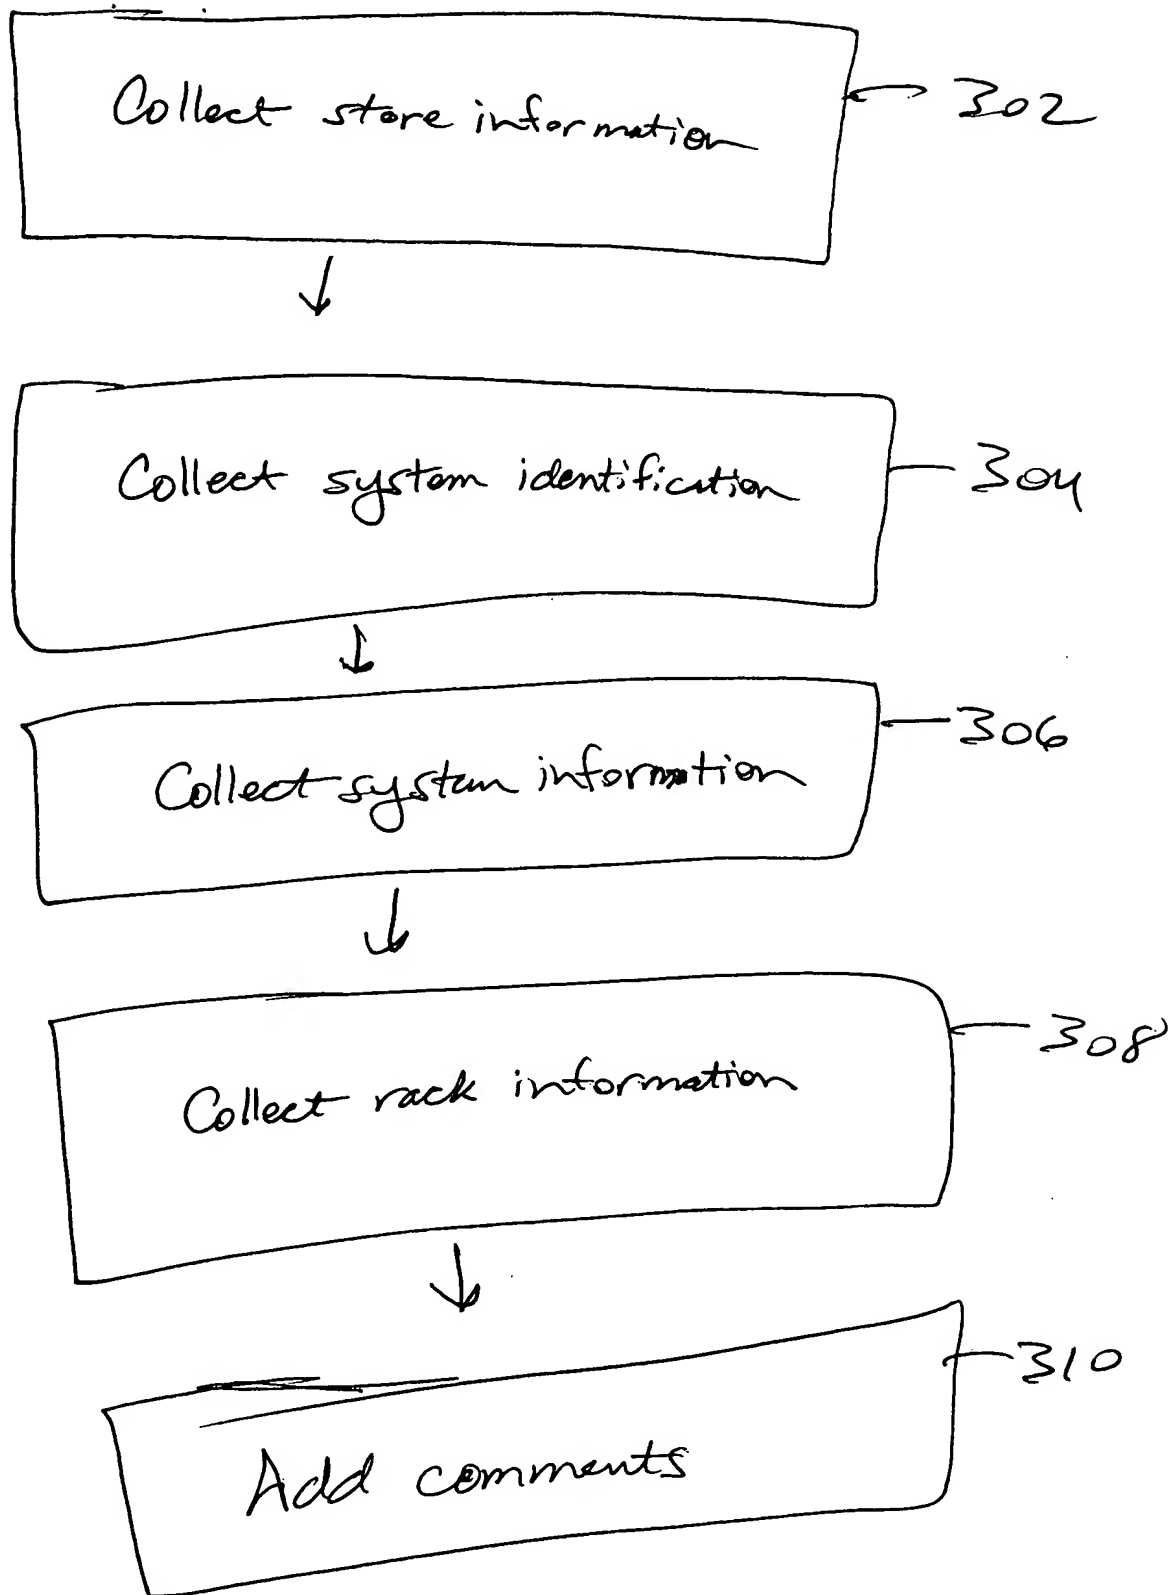 Collect store information
302
Collect system identification
304
Collect system information
306
Collect rack information
308
Add comments
310